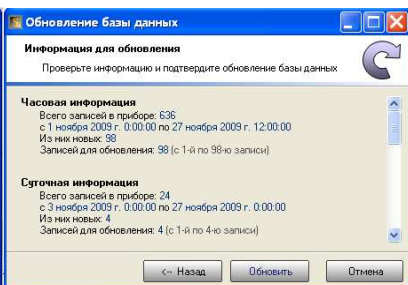 Обновление базы данных
Информация для обновления
Проверьте информацию и подтвердите обновление базы данных
Часовая информация
Всего записей в приборе: 636
с 1 ноября 2009 г. 0:00:00 по 27 ноября 2009 г. 12:00:00
Из них новых: 98
Записей для обновления: 98 (с 1-й по 98-ю записи)
Суточная информация
Всего записей в приборе: 24
с 3 ноября 2009 г. 0:00:00 по 27 ноября 2009 г. 0:00:00
Из них новых: 4
Записей для обновления: 4 (с 1-й по 4-ю записи)
<-- Назад Обновить Отмена